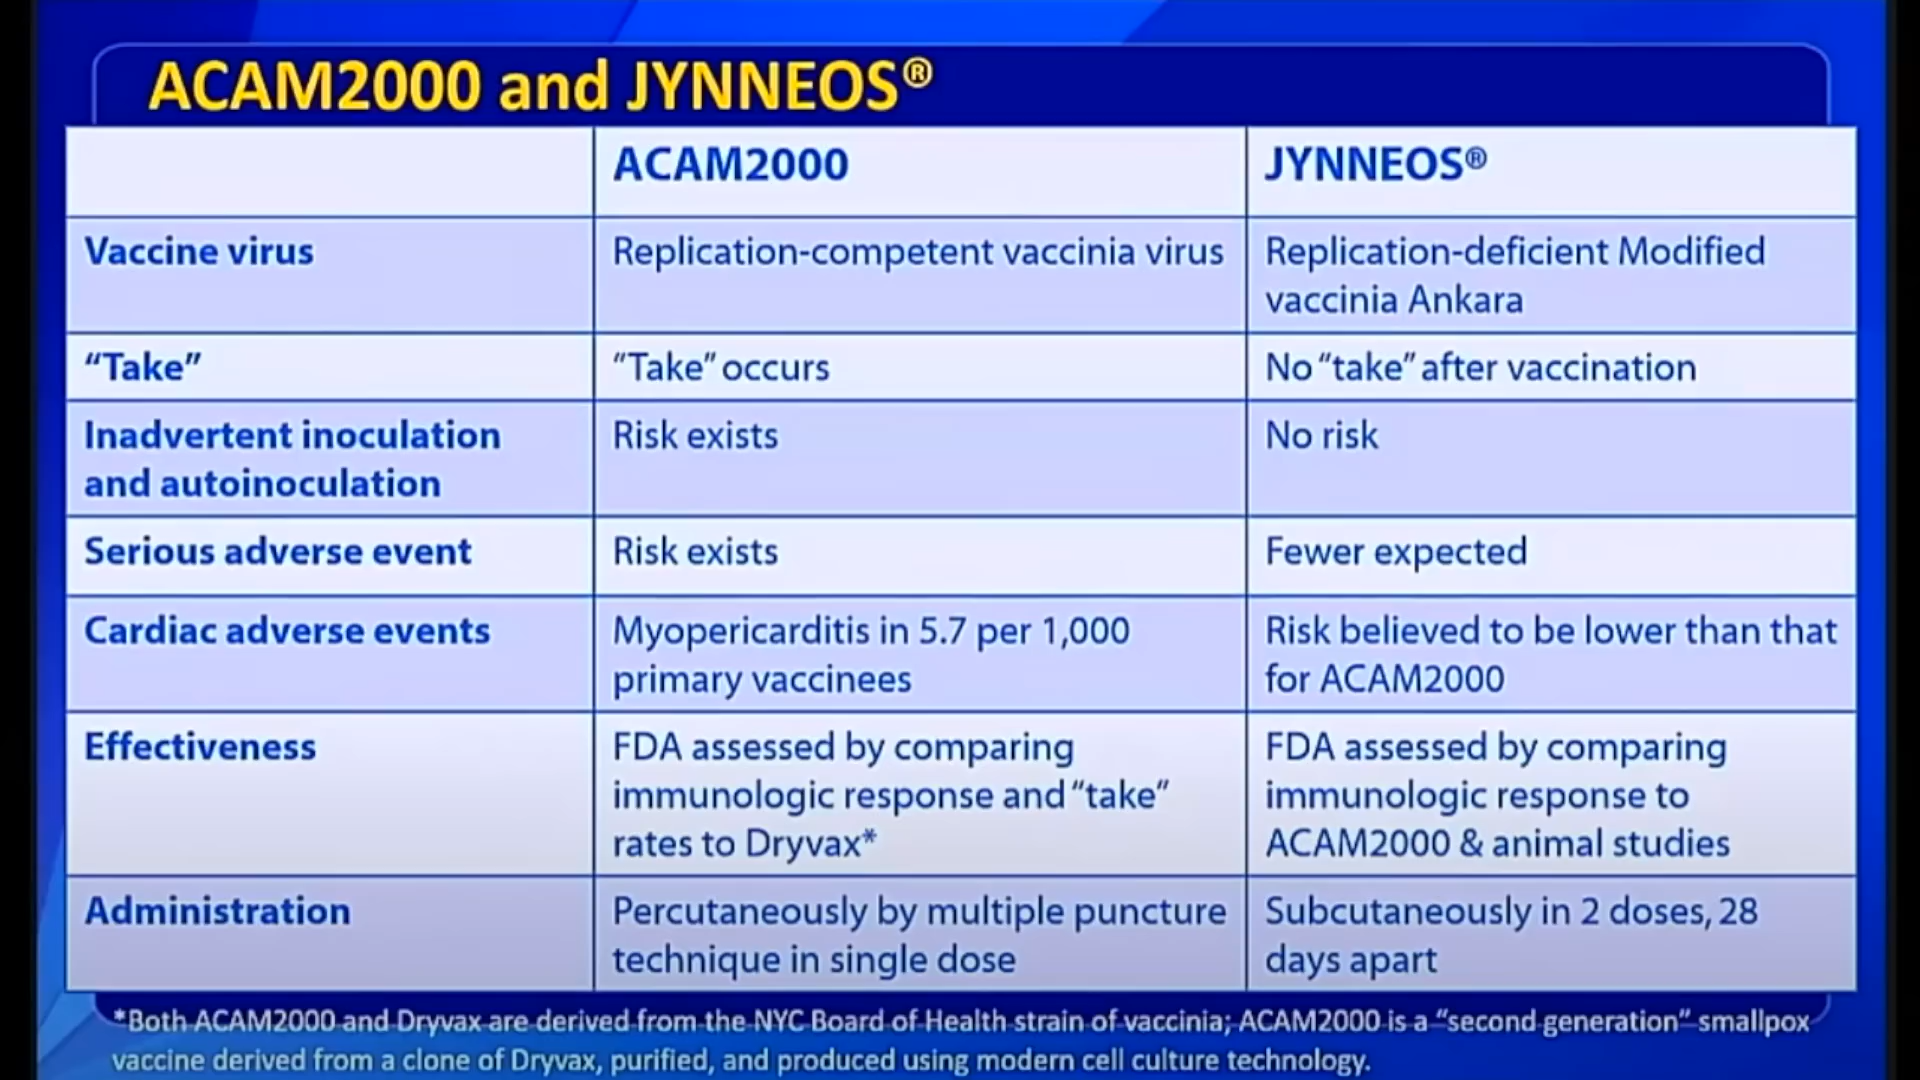 ACAM2000 and JYNNEOS®
ACAM2000
JYNNEOS®
Vaccine virus
Replication-competent vaccinia virus
Replication-deficient Modified
vaccinia Ankara
“Take”
“Take” occurs
No “take” after vaccination
Inadvertent inoculation
and autoinoculation
Risk exists
No risk
Serious adverse event
Risk exists
Fewer expected
Cardiac adverse events
Myopericarditis in 5.7 per 1,000
primary vaccinees
Risk believed to be lower than that
for ACAM2000
Effectiveness
FDA assessed by comparing
immunologic response and “take”
rates to Dryvax*
FDA assessed by comparing
immunologic response to
ACAM2000 & animal studies
Administration
Percutaneously by multiple puncture
technique in single dose
Subcutaneously in 2 doses, 28
days apart
*Both ACAM2000 and Dryvax are derived from the NYC Board of Health strain of vaccinia; ACAM2000 is a “second generation” smallpox
vaccine derived from a clone of Dryvax, purified, and produced using modern cell culture technology.